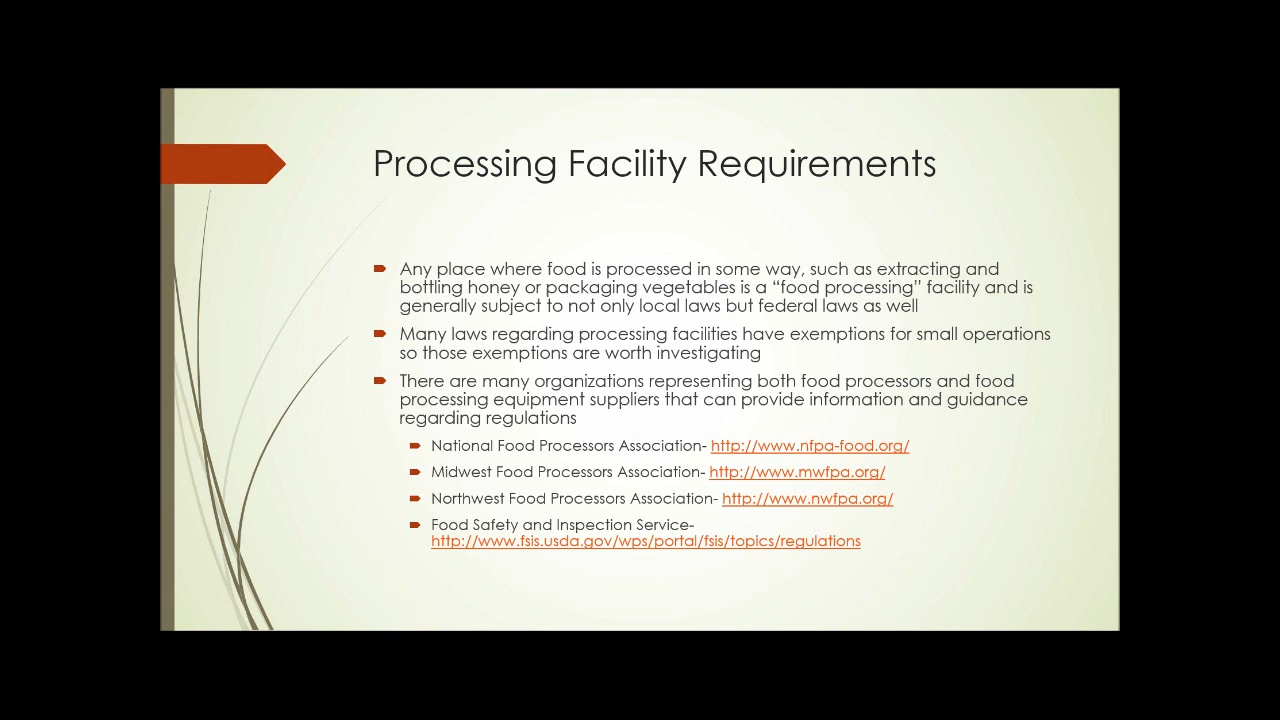 Processing Facility Requirements
Any place where food is processed in some way, such as extracting and
bottling honey or packaging vegetables is a “food processing” facility and is
generally subject to not only local laws but federal laws as well
Many laws regarding processing facilities have exemptions for small operations
so those exemptions are worth investigating
There are many organizations representing both food processors and food
processing equipment suppliers that can provide information and guidance
regarding regulations
National Food Processors Association- http://www.nfpa-food.org/
Midwest Food Processors Association- http://www.mwfpa.org/
Northwest Food Processors Association- http://www.nwfpa.org/
Food Safety and Inspection Service-
http://www.fsis.usda.gov/wps/portal/fsis/topics/regulations